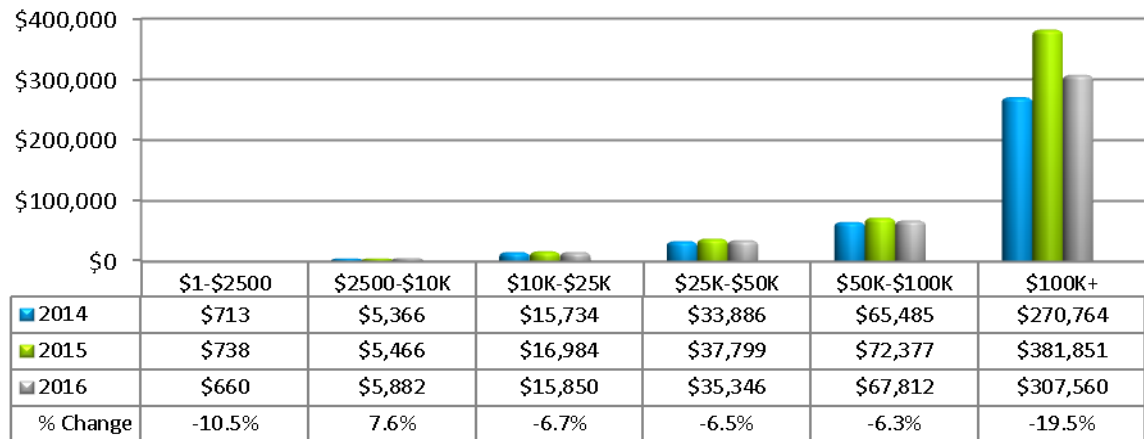 $400,000
$300,000
$200,000
$100,000
$0
$1-$2500 $2500-$10K $10K-$25K $25K-$50K $50K-$100K $100K+
2014 $713 $5,366 $15,734 $33,886 $65,485 $270,764
2015 $738 $5,466 $16,984 $37,799 $72,377 $381,851
2016 $660 $5,882 $15,850 $35,346 $67,812 $307,560
% Change -10.5% 7.6% -6.7% -6.5% -6.3% -19.5%